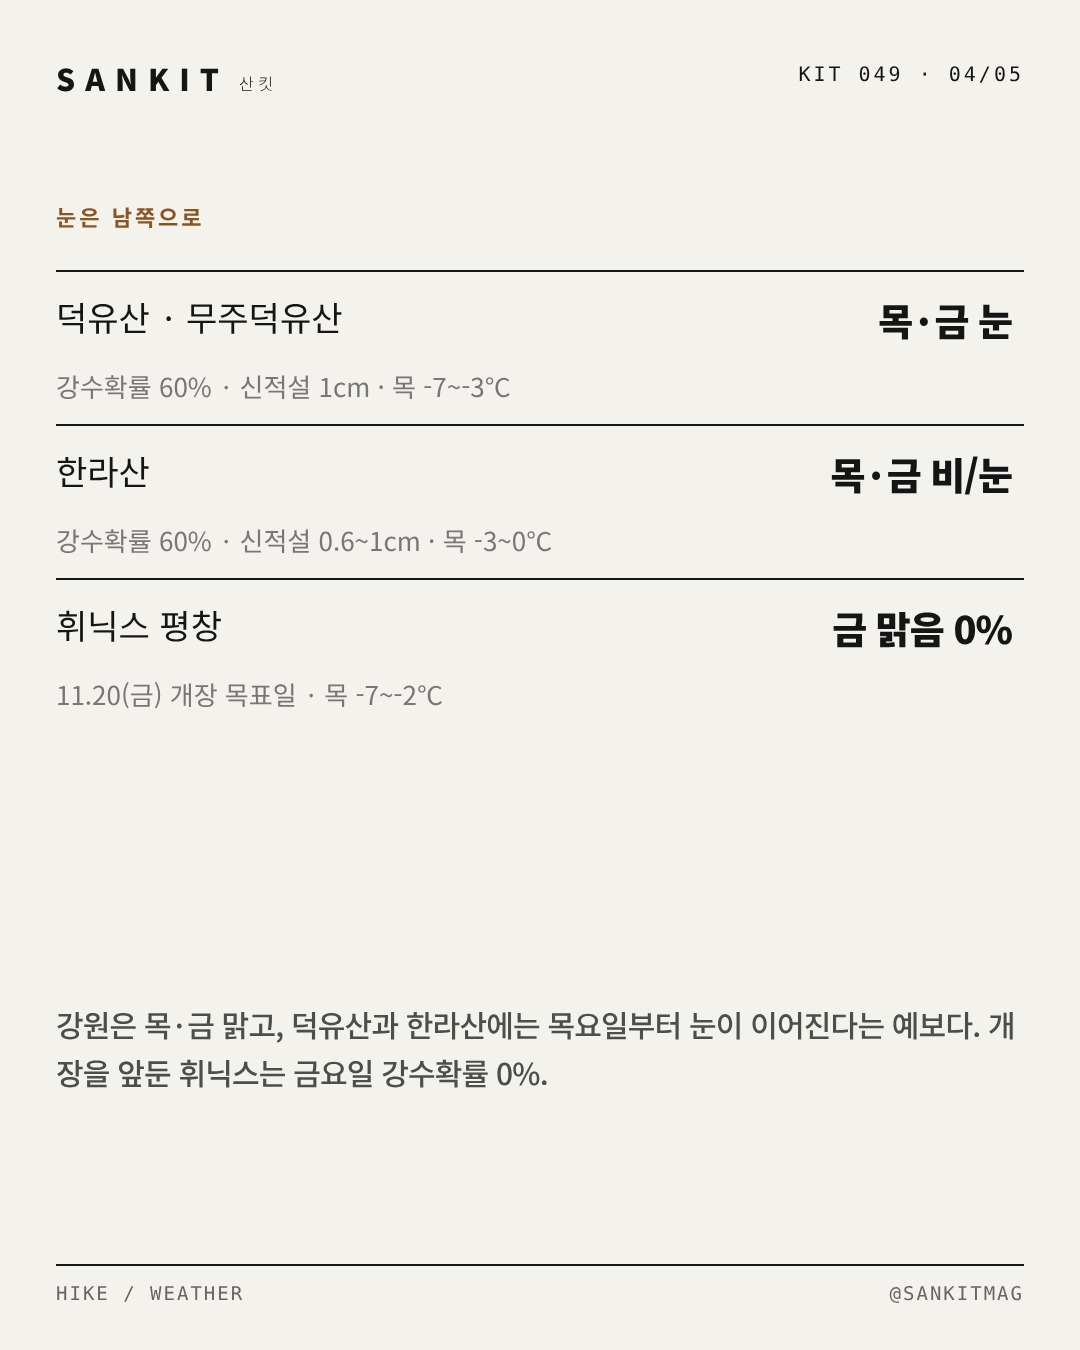 SANKIT 산킷
KIT 049 · 04/05
눈은 남쪽으로
덕유산 · 무주덕유산
목·금 눈
강수확률 60% · 신적설 1cm · 목 -7~-3℃
한라산
목·금 비/눈
강수확률 60% · 신적설 0.6~1cm · 목 -3~0℃
휘닉스 평창
금 맑음 0%
11.20(금) 개장 목표일 · 목 -7~-2℃
강원은 목·금 맑고, 덕유산과 한라산에는 목요일부터 눈이 이어진다는 예보다. 개
장을 앞둔 휘닉스는 금요일 강수확률 0%.
HIKE / WEATHER
@SANKITMAG